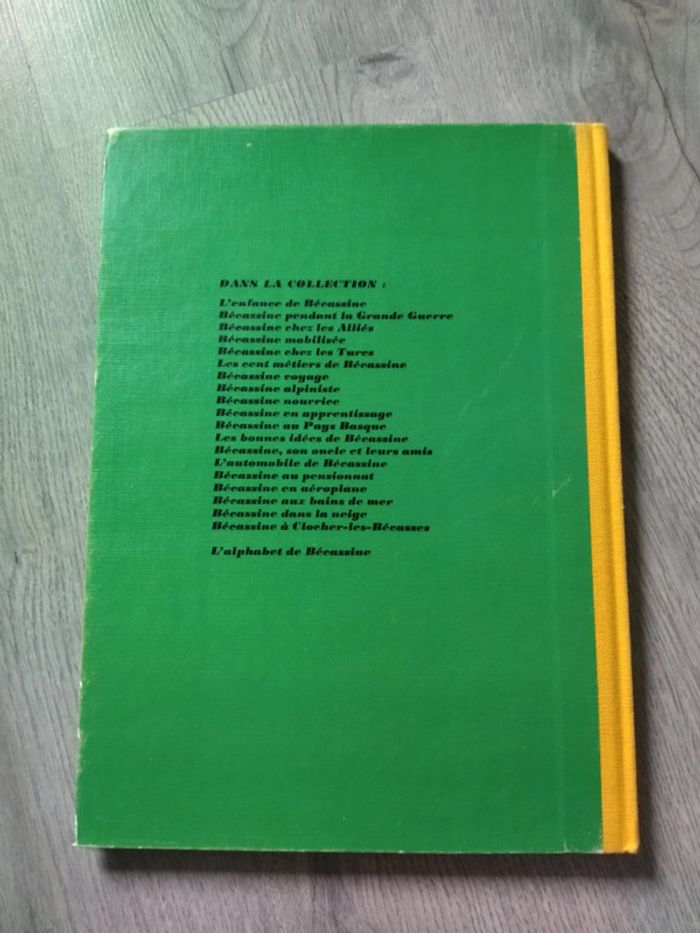 DANS LA COLLECTION :
L'enfance de Bécassine
Bécassine pendant la Grande Guerre
Bécassine chez les Alliés
Bécassine mobilisée
Bécassine chez les Turcs
Les cent métiers de Bécassine
Bécassine voyage
Bécassine alpiniste
Bécassine nourrice
Bécassine en apprentissage
Bécassine au Pays Basque
Les bonnes idées de Bécassine
Bécassine, son oncle et leurs amis
L'automobile de Bécassine
Bécassine au pensionnat
Bécassine en aéroplane
Bécassine aux bains de mer
Bécassine dans la neige
Bécassine à Clocher-les-Bécasses
L'alphabet de Bécassine